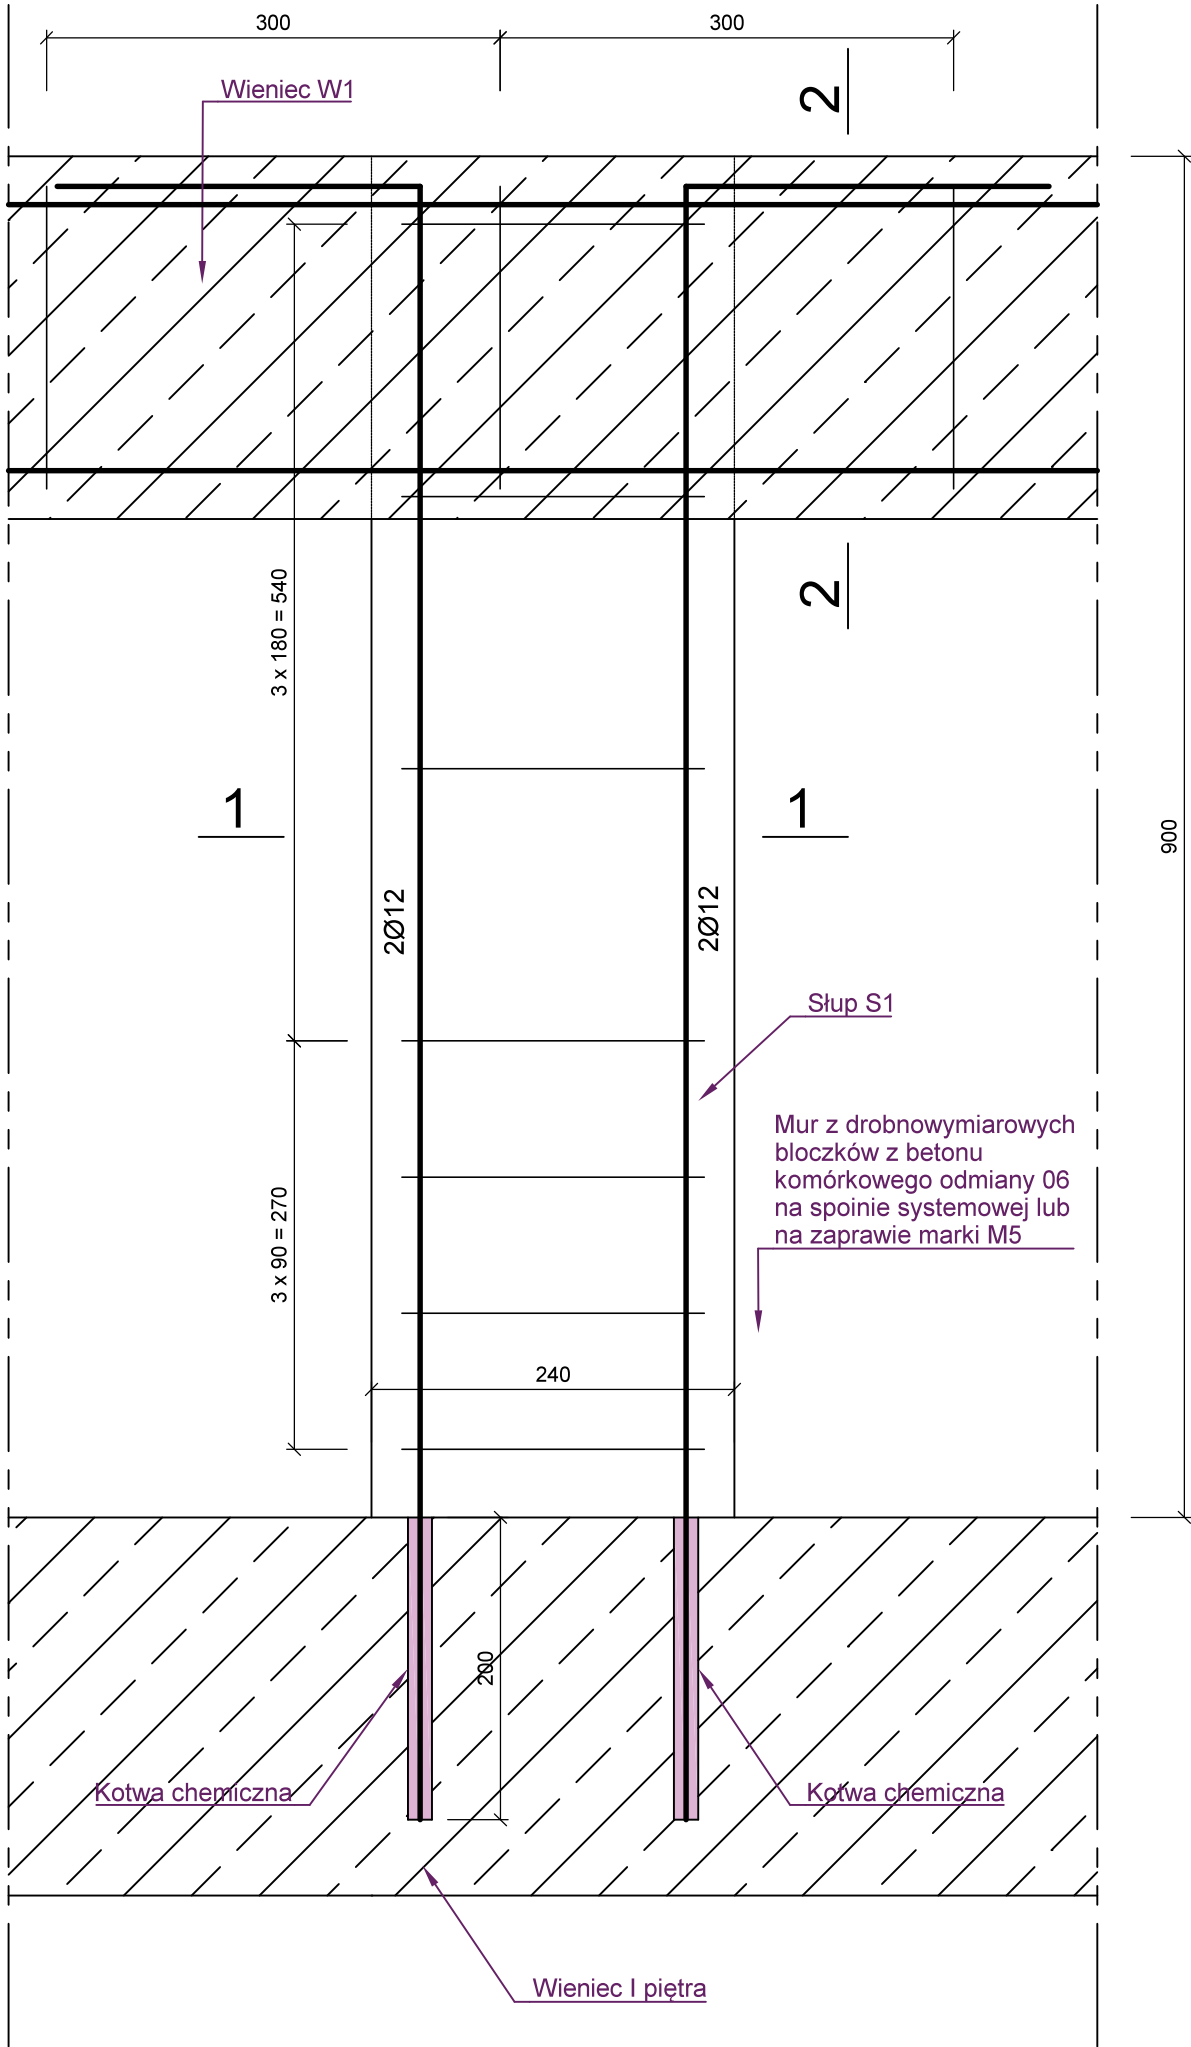 300
300
Wieniec W1
2
2
3 x 180 = 540
1
1
900
2Ø12
2Ø12
Słup S1
Mur z drobnowymiarowych
bloczków z betonu
komórkowego odmiany 06
na spoinie systemowej lub
na zaprawie marki M5
3 x 90 = 270
240
200
Kotwa chemiczna
Kotwa chemiczna
Wieniec I piętra